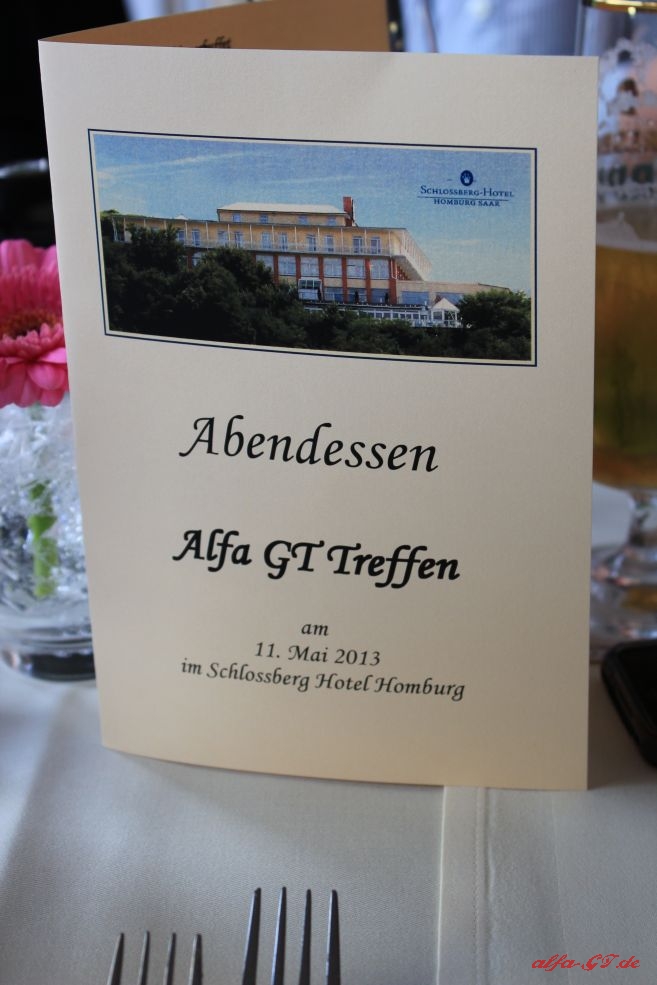 SCHLOSSBERG-HOTEL
HOMBURG SAAR
Abendessen
Alfa GT Treffen
am
11. Mai 2013
im Schlossberg Hotel Homburg
alfa-GT.de